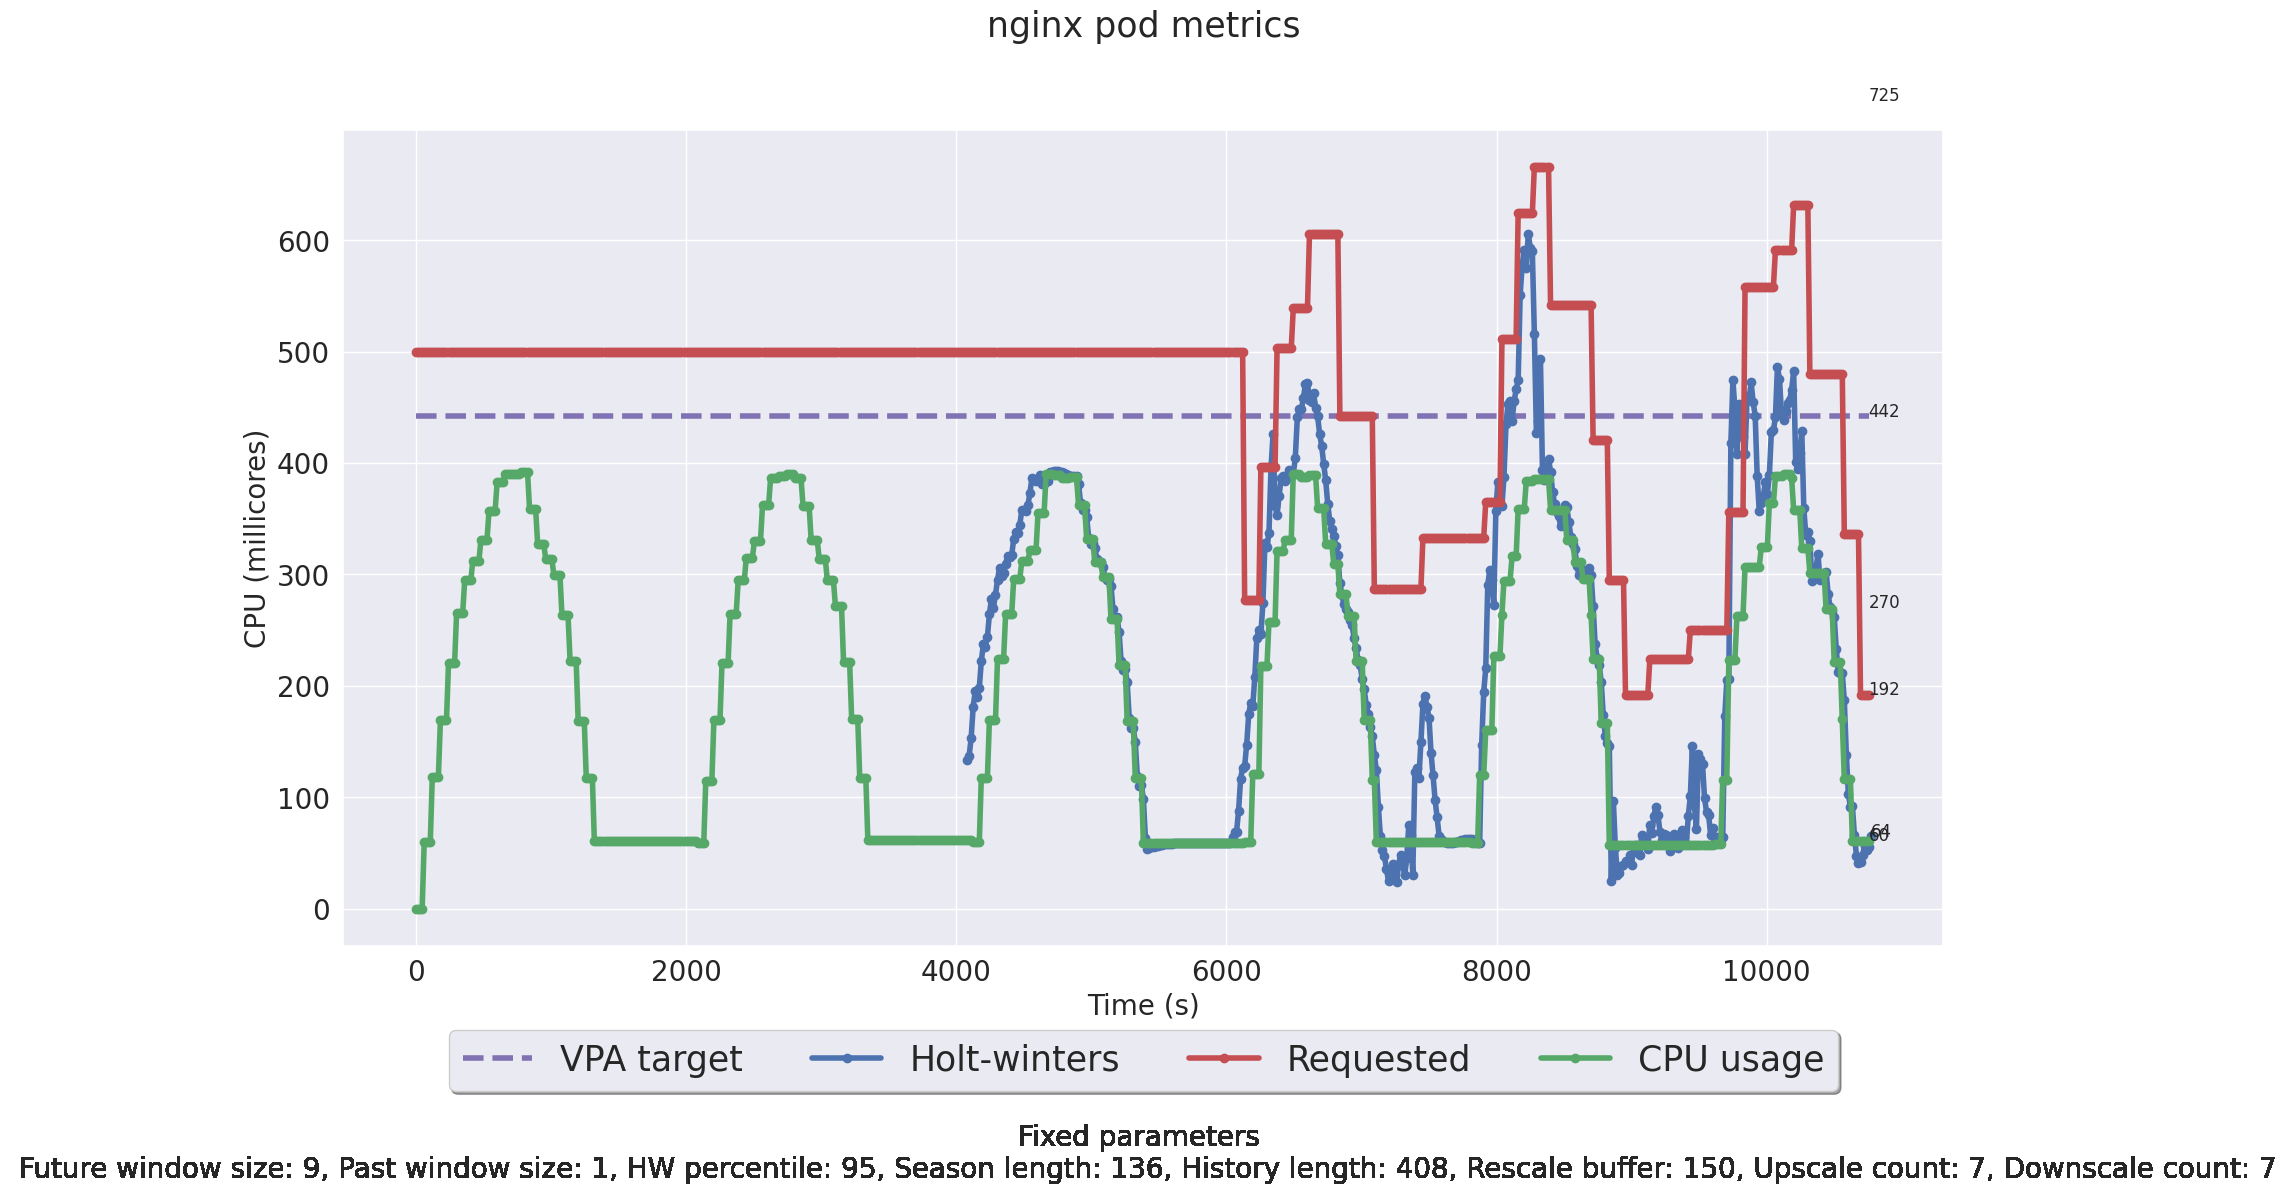 nginx pod metrics
725
600
500
400
300
200
100
0
CPU (millicores)
442
270
192
64
60
0 2000 4000 6000 8000 10000
Time (s)
VPA target Holt-winters Requested CPU usage
Fixed parameters
Future window size: 9, Past window size: 1, HW percentile: 95, Season length: 136, History length: 408, Rescale buffer: 150, Upscale count: 7, Downscale count: 7